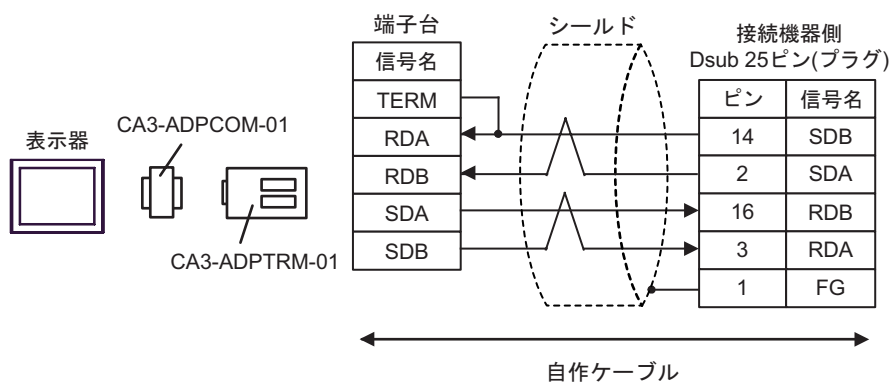 表示器
CA3-ADPCOM-01
CA3-ADPTRM-01
端子台
信号名
TERM
RDA
RDB
SDA
SDB
シールド
接続機器側
Dsub 25ピン(プラグ)
ピン 信号名
14 SDB
2 SDA
16 RDB
3 RDA
1 FG
自作ケーブル